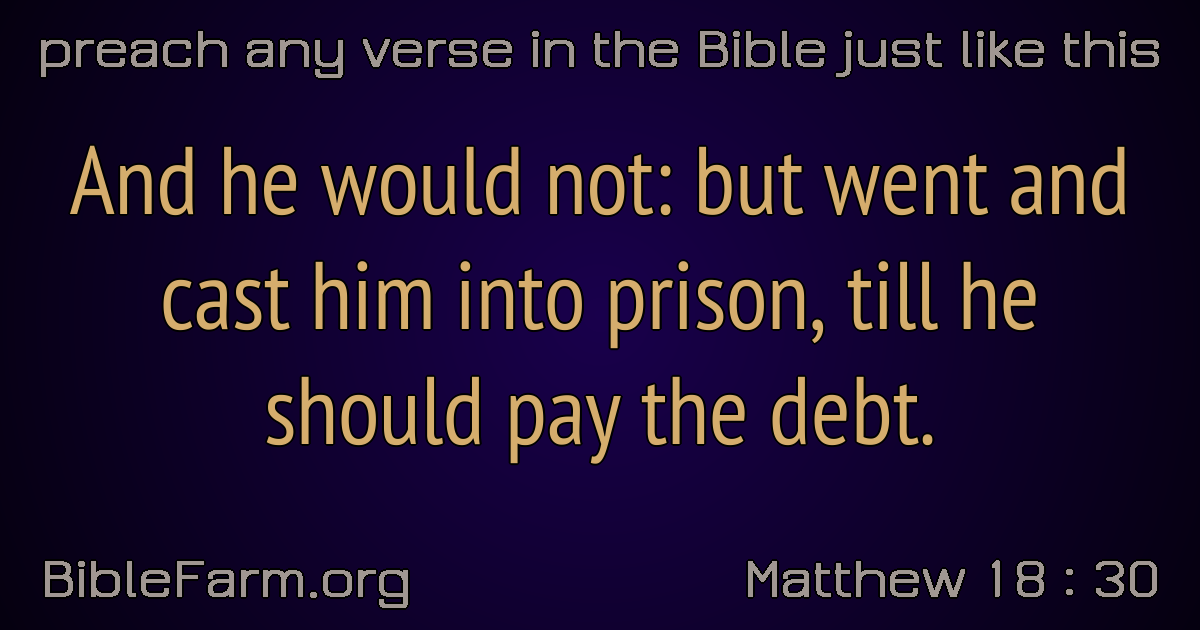 preach any verse in the Bible just like this
And he would not: but went and
cast him into prison, till he
should pay the debt.
BibleFarm.org
Matthew 18 : 30